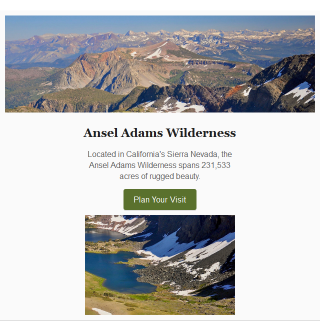 Ansel Adams Wilderness
Located in California's Sierra Nevada, the
Ansel Adams Wilderness spans 231,533
acres of rugged beauty.
Plan Your Visit